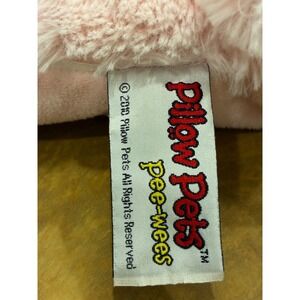 Pillow Pets™
pee-wees
© 2010 Pillow Pets All Rights Reserved